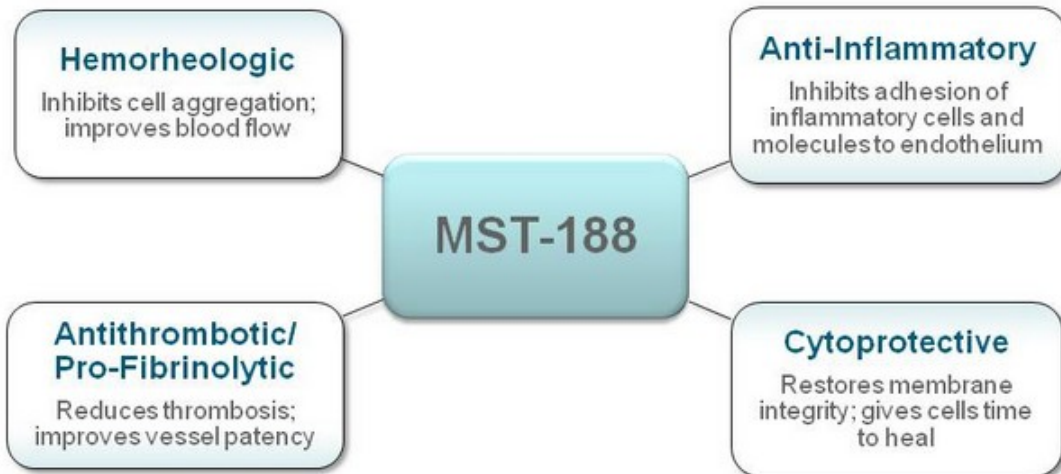 Hemorheologic
Inhibits cell aggregation;
improves blood flow
Anti-Inflammatory
Inhibits adhesion of
inflammatory cells and
molecules to endothelium
MST-188
Antithrombotic/
Pro-Fibrinolytic
Reduces thrombosis;
improves vessel patency
Cytoprotective
Restores membrane
integrity; gives cells time
to heal